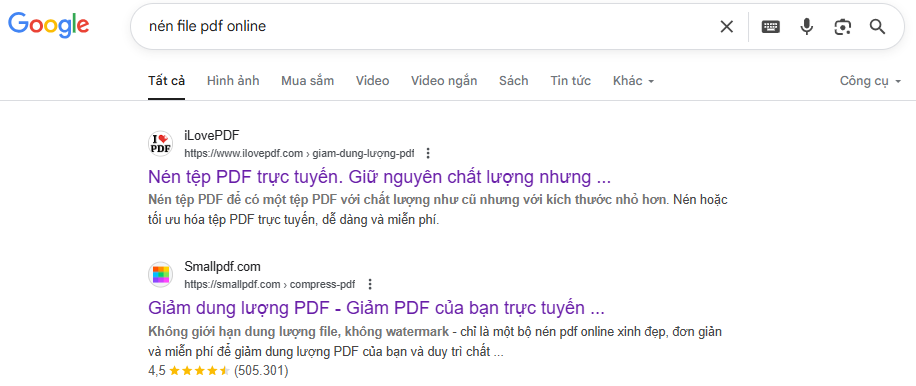 Google
nén file pdf online
Tất cả Hình ảnh Mua sắm Video Video ngắn Sách Tin tức Khác Công cụ
I PDF
iLovePDF
https://www.ilovepdf.com › giam-dung-lượng-pdf
Nén tệp PDF trực tuyến. Giữ nguyên chất lượng nhưng ...
Nén tệp PDF để có một tệp PDF với chất lượng như cũ nhưng với kích thước nhỏ hơn. Nén hoặc
tối ưu hóa tệp PDF trực tuyến, dễ dàng và miễn phí.
Smallpdf.com
https://smallpdf.com › compress-pdf
Giảm dung lượng PDF - Giảm PDF của bạn trực tuyến ...
Không giới hạn dung lượng file, không watermark - chỉ là một bộ nén pdf online xinh đẹp, đơn giản
và miễn phí để giảm dung lượng PDF của bạn và duy trì chất ...
4,5 (505.301)